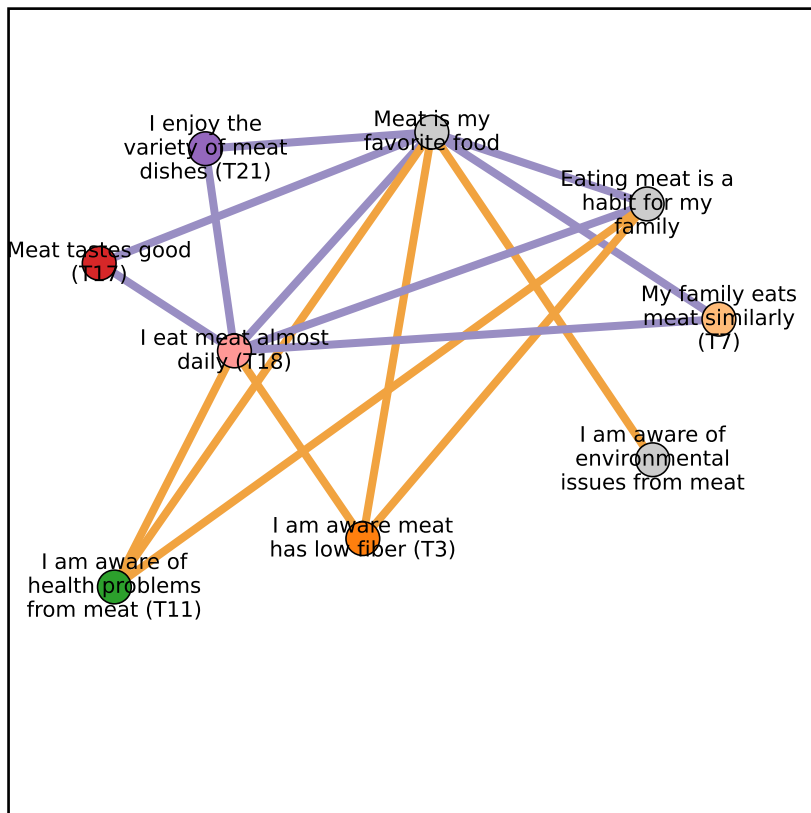 I enjoy the
variety of meat
dishes (T21)
Meat is my
favorite food
Eating meat is a
habit for my
family
Meat tastes good
(T17)
My family eats
meat similarly
(T7)
I eat meat almost
daily (T18)
I am aware of
environmental
issues from meat
I am aware meat
has low fiber (T3)
I am aware of
health problems
from meat (T11)